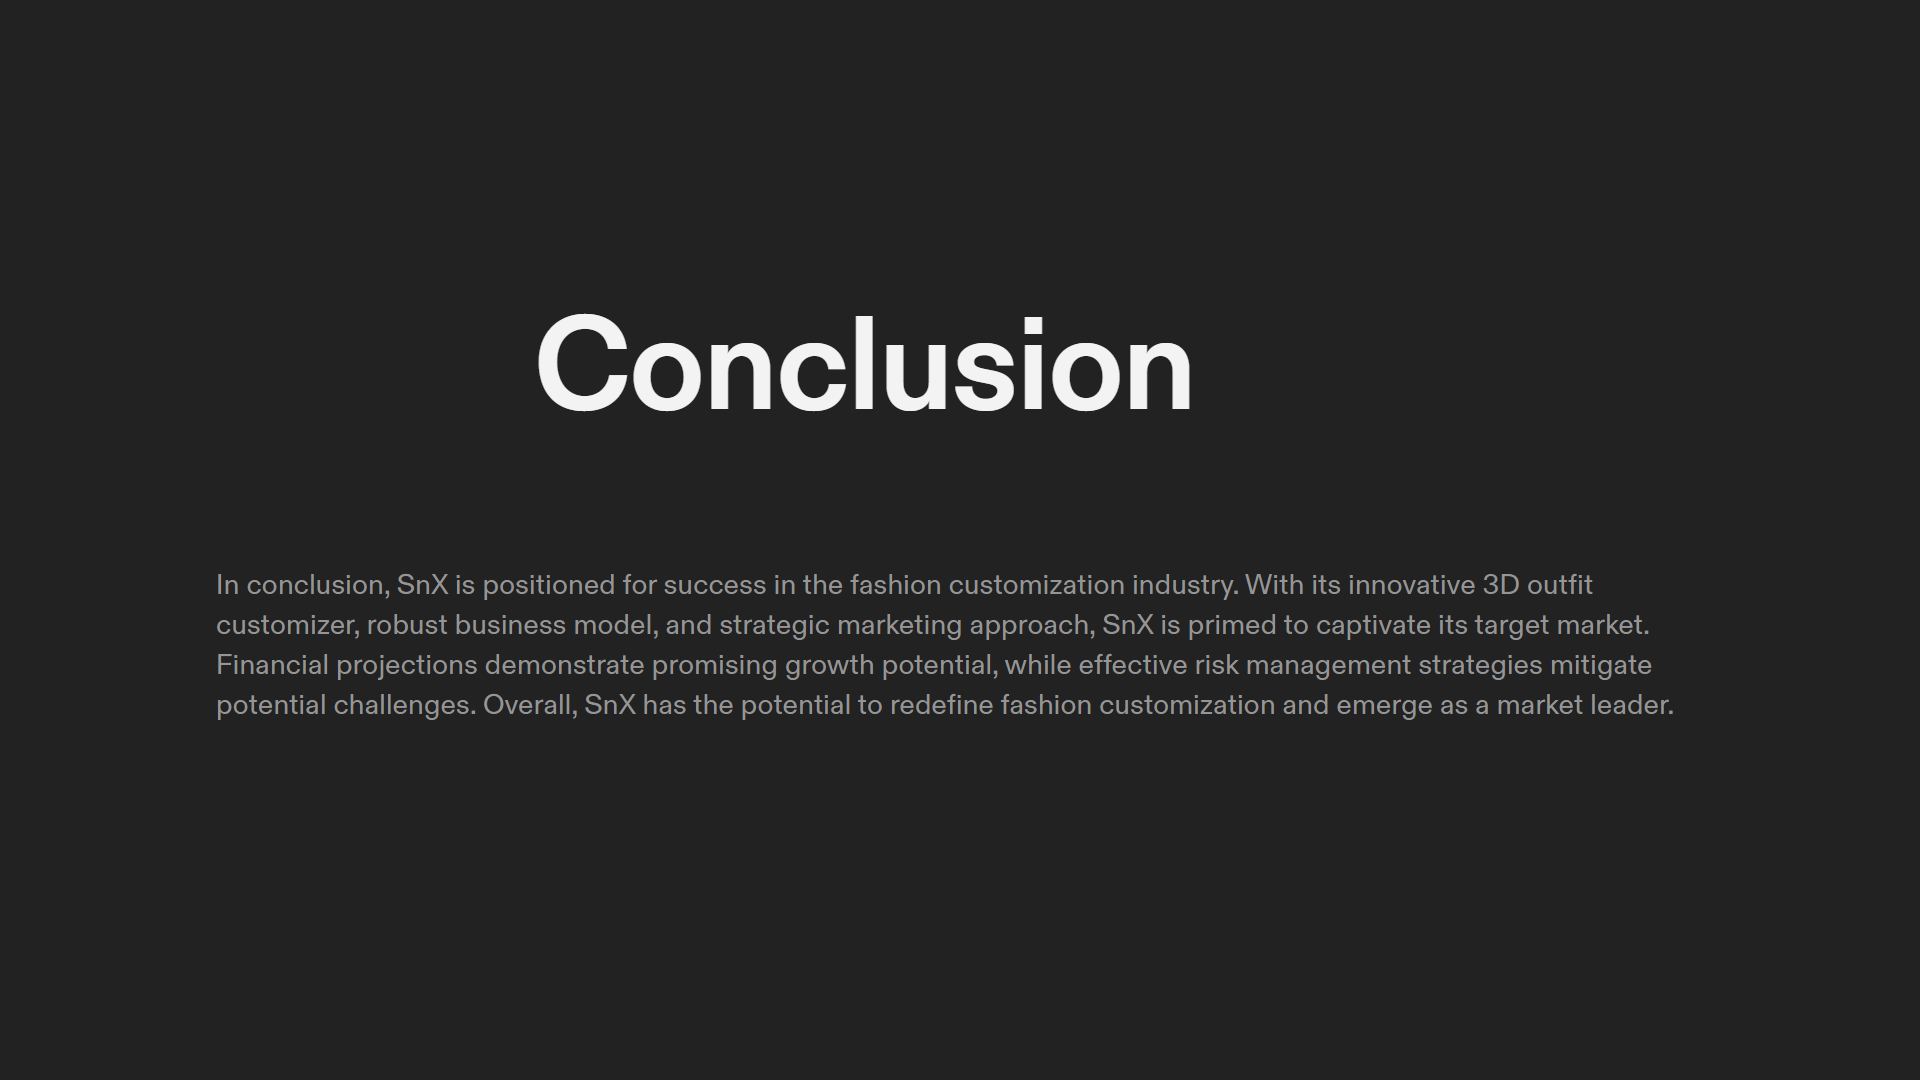 Conclusion
In conclusion, SnX is positioned for success in the fashion customization industry. With its innovative 3D outfit
customizer, robust business model, and strategic marketing approach, SnX is primed to captivate its target market.
Financial projections demonstrate promising growth potential, while effective risk management strategies mitigate
potential challenges. Overall, SnX has the potential to redefine fashion customization and emerge as a market leader.